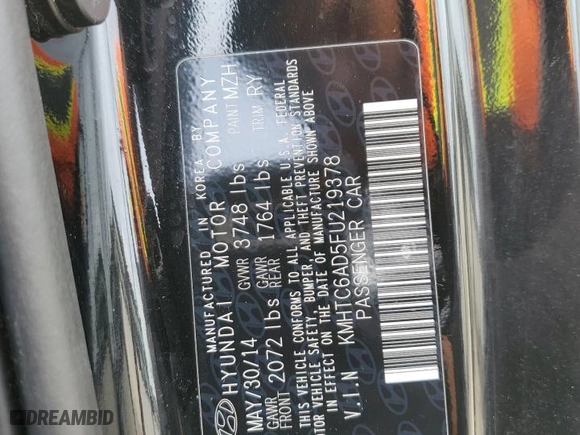 MANUFACTURED IN KOREA BY
HYUNDAI MOTOR COMPANY
MAY/30/14 GVWR 3748 lbs PAINT MZH
GAWR FRONT 2072 lbs GAWR REAR 1764 lbs TRIM RY
THIS VEHICLE CONFORMS TO ALL APPLICABLE U.S.A. FEDERAL
MOTOR VEHICLE SAFETY, BUMPER, AND THEFT PREVENTION STANDARDS
IN EFFECT ON THE DATE OF MANUFACTURE SHOWN ABOVE
V.I.N KMHTC6AD5FU219378
PASSENGER CAR
DREAMBID